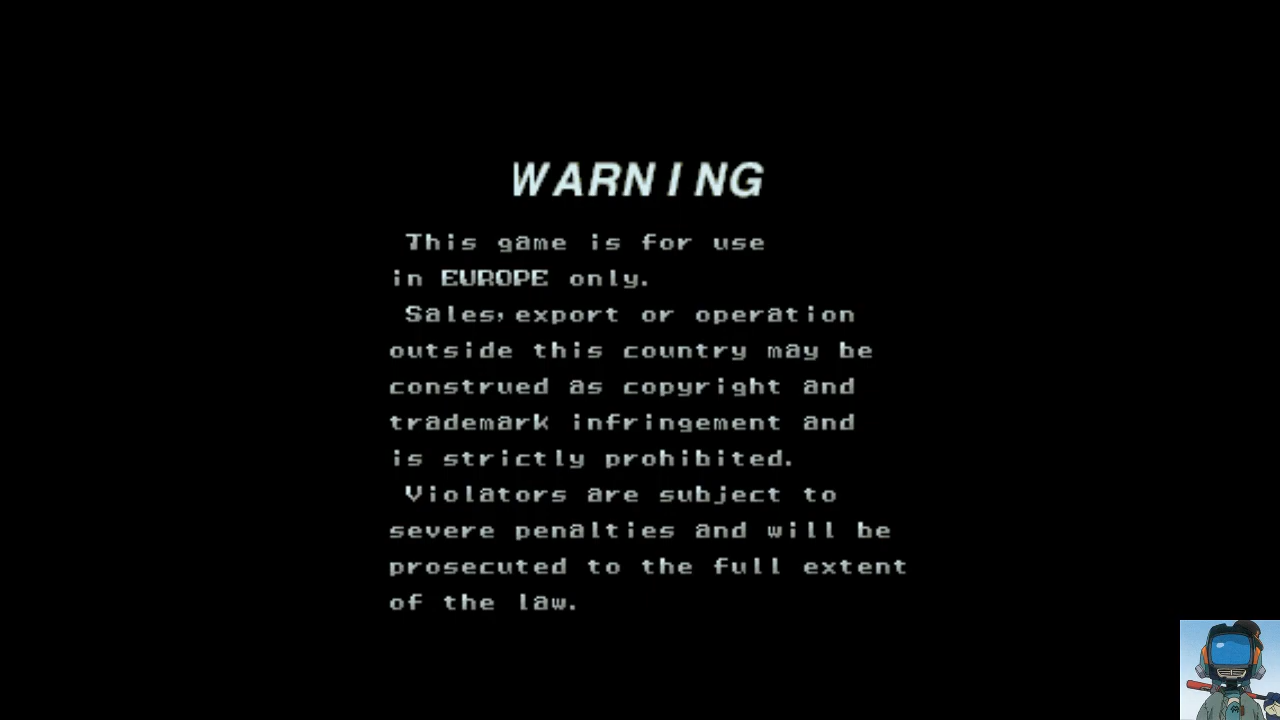 WARNING
This game is for use
in EUROPE only.
Sales, export or operation
outside this country may be
construed as copyright and
trademark infringement and
is strictly prohibited.
Violators are subject to
severe penalties and will be
prosecuted to the full extent
of the law.